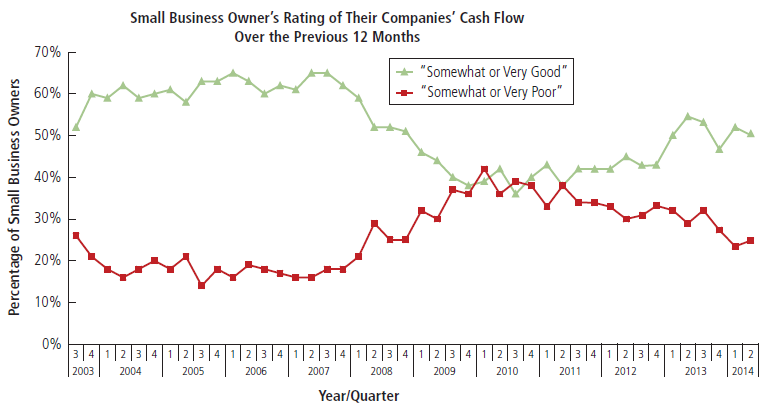 Small Business Owner's Rating of Their Companies' Cash Flow
Over the Previous 12 Months
70%
60%
50%
40%
30%
20%
10%
0%
Percentage of Small Business Owners
"Somewhat or Very Good"
"Somewhat or Very Poor"
3 4 1 2 3 4 1 2 3 4 1 2 3 4 1 2 3 4 1 2 3 4 1 2 3 4 1 2 3 4 1 2 3 4 1 2 3 4 1 2 3 4 1 2
2003 2004 2005 2006 2007 2008 2009 2010 2011 2012 2013 2014
Year/Quarter